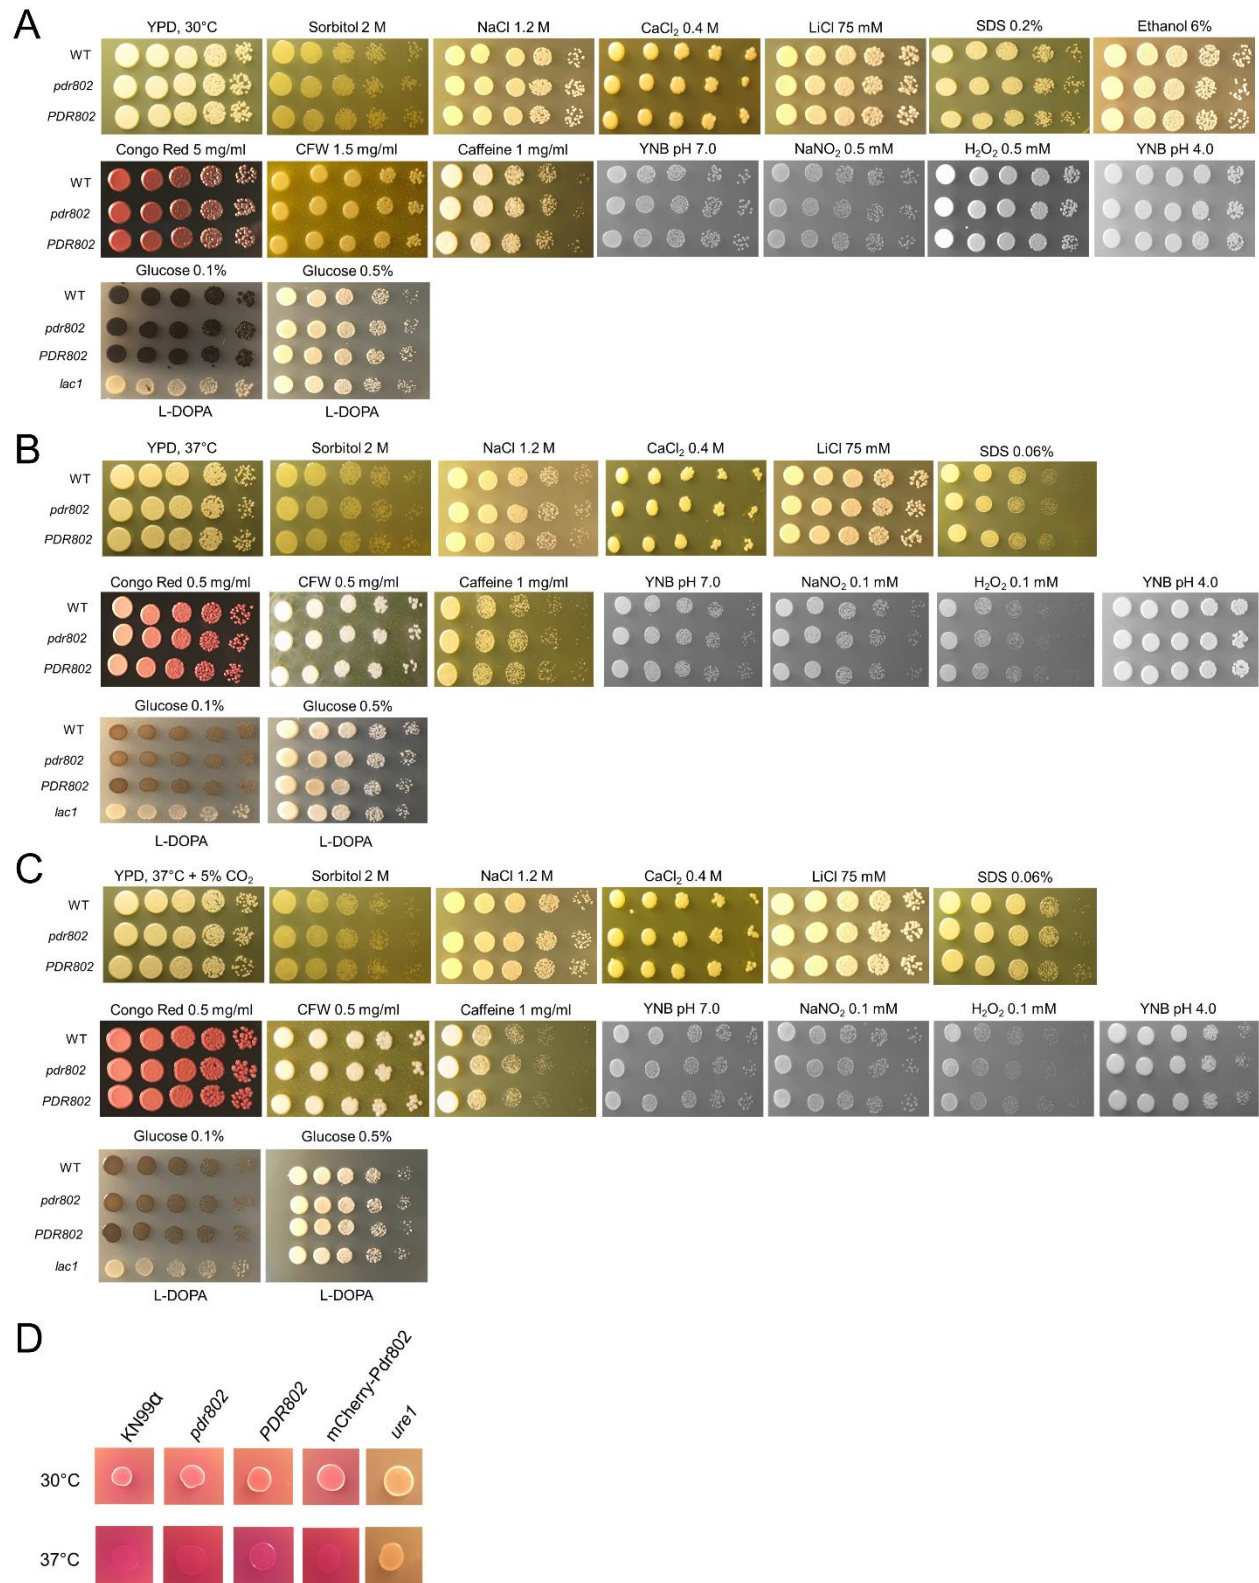 A
YPD, 30°C
Sorbitol 2 M
NaCl 1.2 M
CaCl₂ 0.4 M
LiCl 75 mM
SDS 0.2%
Ethanol 6%
WT
pdr802
PDR802
Congo Red 5 mg/ml
CFW 1.5 mg/ml
Caffeine 1 mg/ml
YNB pH 7.0
NaNO₂ 0.5 mM
H₂O₂ 0.5 mM
YNB pH 4.0
WT
pdr802
PDR802
Glucose 0.1%
Glucose 0.5%
WT
pdr802
PDR802
lac1
L-DOPA
L-DOPA
B
YPD, 37°C
Sorbitol 2 M
NaCl 1.2 M
CaCl₂ 0.4 M
LiCl 75 mM
SDS 0.06%
WT
pdr802
PDR802
Congo Red 0.5 mg/ml
CFW 0.5 mg/ml
Caffeine 1 mg/ml
YNB pH 7.0
NaNO₂ 0.1 mM
H₂O₂ 0.1 mM
YNB pH 4.0
WT
pdr802
PDR802
Glucose 0.1%
Glucose 0.5%
WT
pdr802
PDR802
lac1
L-DOPA
L-DOPA
C
YPD, 37°C + 5% CO₂
Sorbitol 2 M
NaCl 1.2 M
CaCl₂ 0.4 M
LiCl 75 mM
SDS 0.06%
WT
pdr802
PDR802
Congo Red 0.5 mg/ml
CFW 0.5 mg/ml
Caffeine 1 mg/ml
YNB pH 7.0
NaNO₂ 0.1 mM
H₂O₂ 0.1 mM
YNB pH 4.0
WT
pdr802
PDR802
Glucose 0.1%
Glucose 0.5%
WT
pdr802
PDR802
lac1
L-DOPA
L-DOPA
D
KN99α
pdr802
PDR802
mCherry-Pdr802
ure1
30°C
37°C